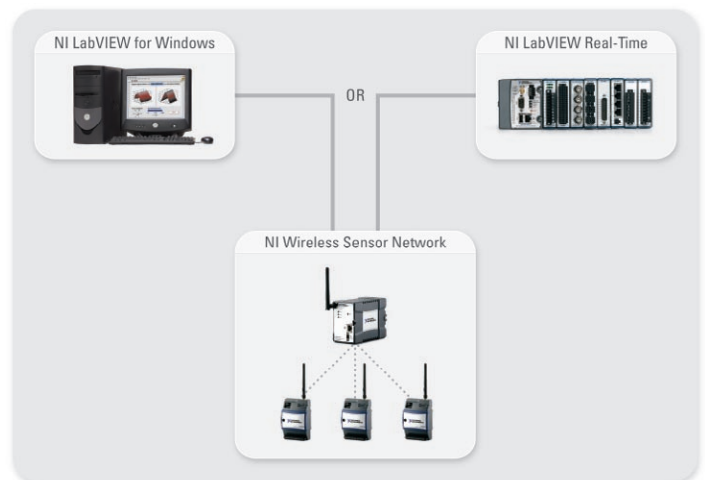 NI LabVIEW for Windows
NI LabVIEW Real-Time
OR
NI Wireless Sensor Network